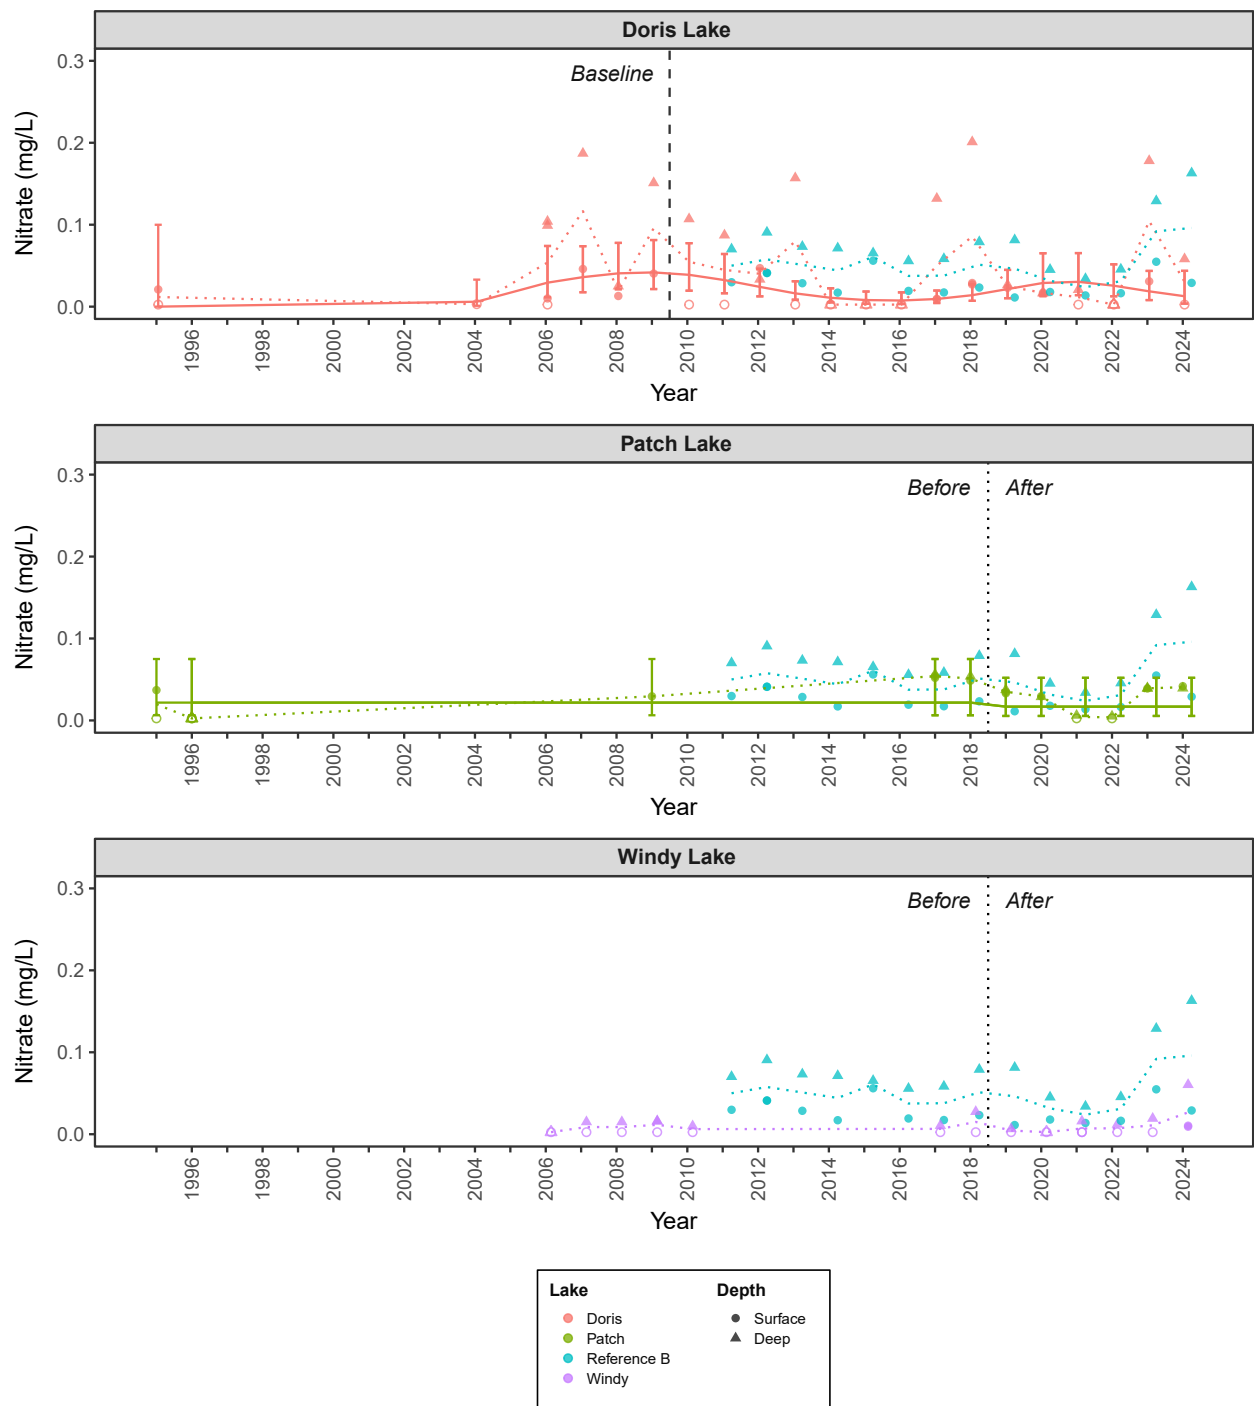 Doris Lake
Nitrate (mg/L)
0.3
0.2
0.1
0.0
Baseline
1996 1998 2000 2002 2004 2006 2008 2010 2012 2014 2016 2018 2020 2022 2024
Year
Patch Lake
Nitrate (mg/L)
0.3
0.2
0.1
0.0
Before After
1996 1998 2000 2002 2004 2006 2008 2010 2012 2014 2016 2018 2020 2022 2024
Year
Windy Lake
Nitrate (mg/L)
0.3
0.2
0.1
0.0
Before After
1996 1998 2000 2002 2004 2006 2008 2010 2012 2014 2016 2018 2020 2022 2024
Year
Lake
Doris
Patch
Reference B
Windy
Depth
Surface
Deep